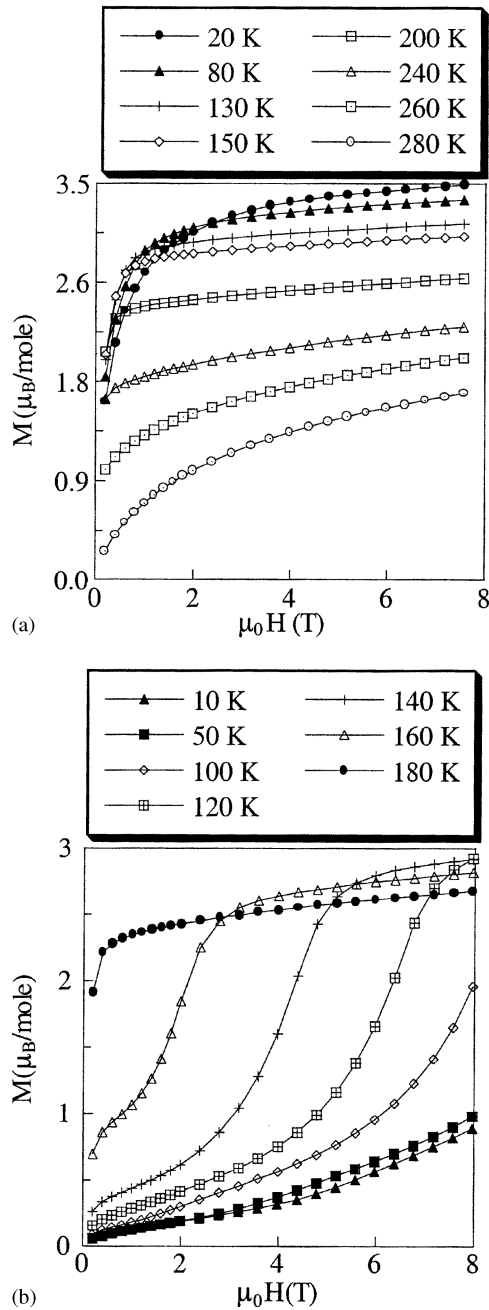 20 K
200 K
80 K
240 K
130 K
260 K
150 K
280 K
3.5
2.6
1.8
0.9
0.0
M(μB/mole)
0
2
4
6
8
μ0H (T)
(a)
10 K
140 K
50 K
160 K
100 K
180 K
120 K
3
2
1
0
M(μB/mole)
0
2
4
6
8
μ0H(T)
(b)